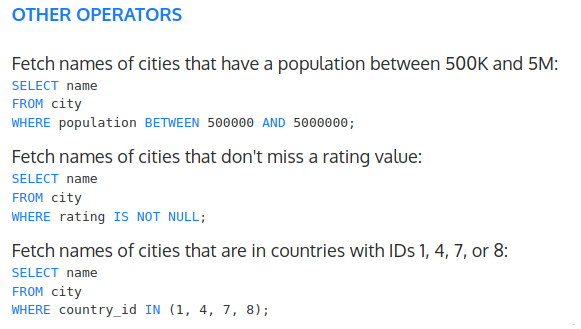 OTHER OPERATORS
Fetch names of cities that have a population between 500K and 5M:
SELECT name
FROM city
WHERE population BETWEEN 500000 AND 5000000;
Fetch names of cities that don't miss a rating value:
SELECT name
FROM city
WHERE rating IS NOT NULL;
Fetch names of cities that are in countries with IDs 1, 4, 7, or 8:
SELECT name
FROM city
WHERE country_id IN (1, 4, 7, 8);